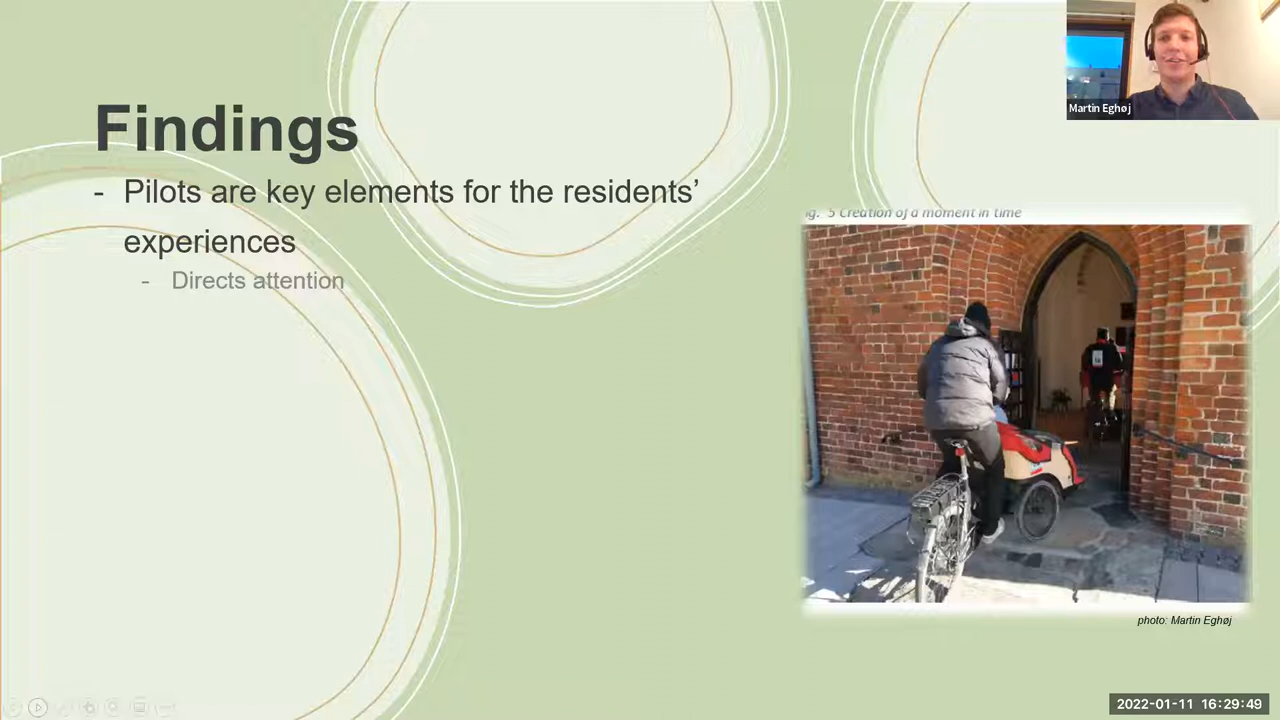 Findings
- Pilots are key elements for the residents’
experiences
- Directs attention
Martin Eghøj
ig. 5 Creation of a moment in time
photo: Martin Eghøj
2022-01-11 16:29:49